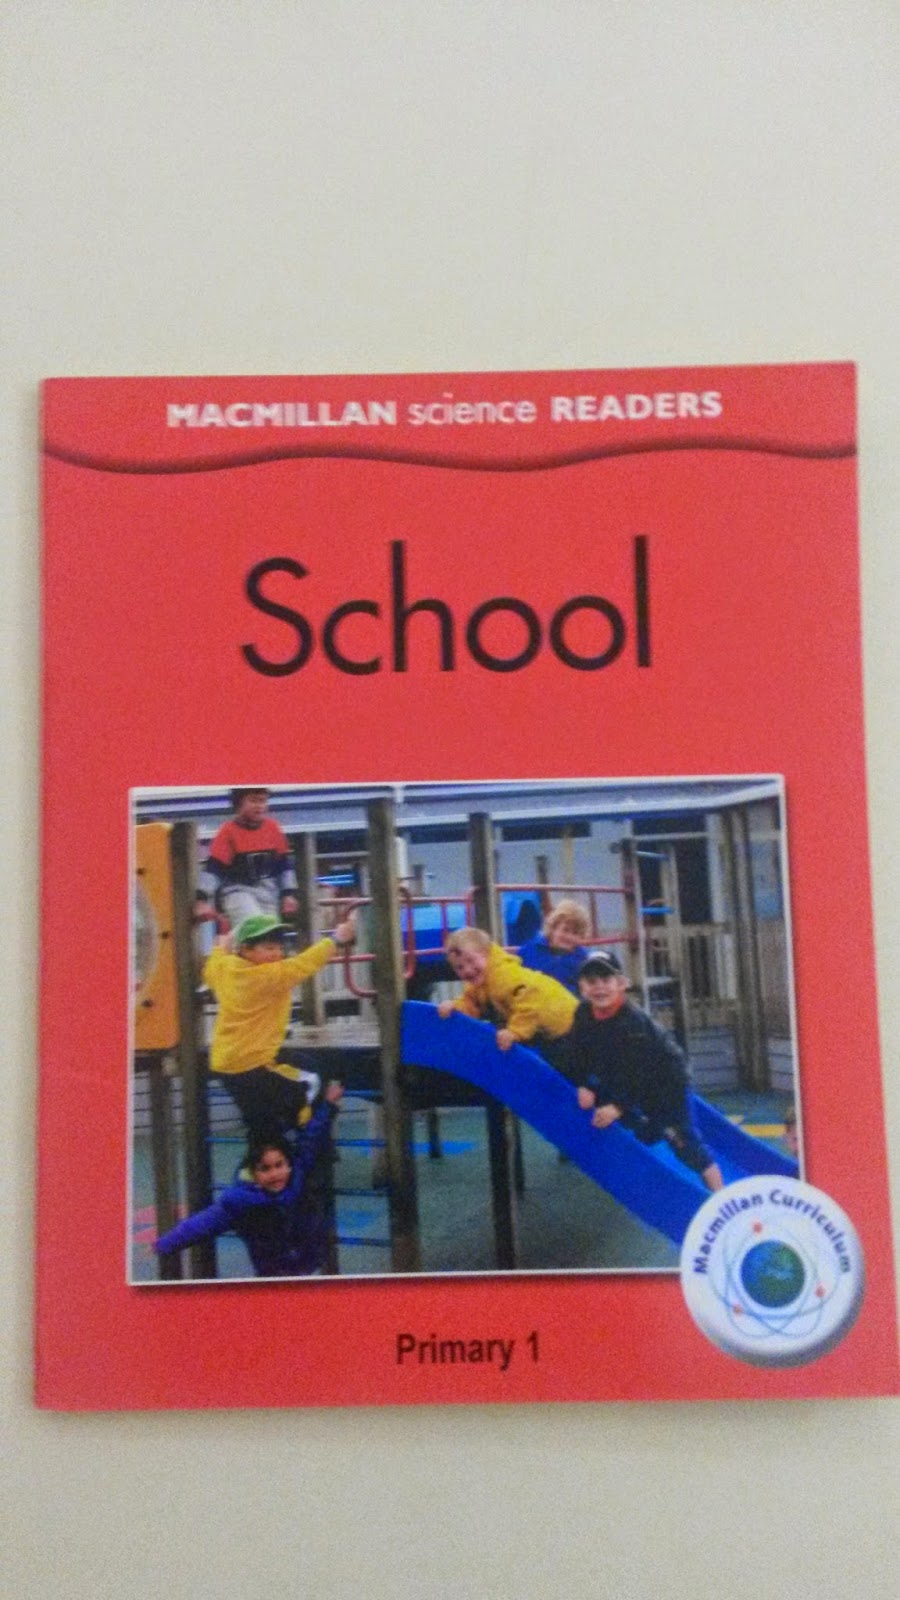 MACMILLAN science READERS
School
Macmillan Curriculum
Primary 1